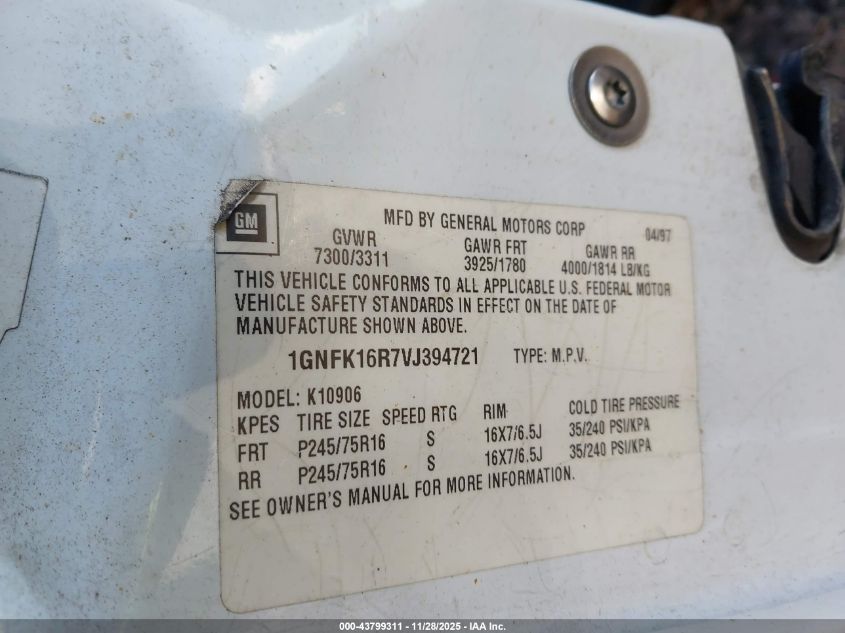 GM
MFD BY GENERAL MOTORS CORP 04/97
GVWR GAWR FRT GAWR RR
7300/3311 3925/1780 4000/1814 LB/KG
THIS VEHICLE CONFORMS TO ALL APPLICABLE U.S. FEDERAL MOTOR
VEHICLE SAFETY STANDARDS IN EFFECT ON THE DATE OF
MANUFACTURE SHOWN ABOVE.
1GNFK16R7VJ394721 TYPE: M.P.V.
MODEL: K10906
KPES TIRE SIZE SPEED RTG RIM COLD TIRE PRESSURE
FRT P245/75R16 S 16X7/6.5J 35/240 PSI/KPA
RR P245/75R16 S 16X7/6.5J 35/240 PSI/KPA
SEE OWNER'S MANUAL FOR MORE INFORMATION.
000-43799311 - 11/28/2025 - IAA Inc.